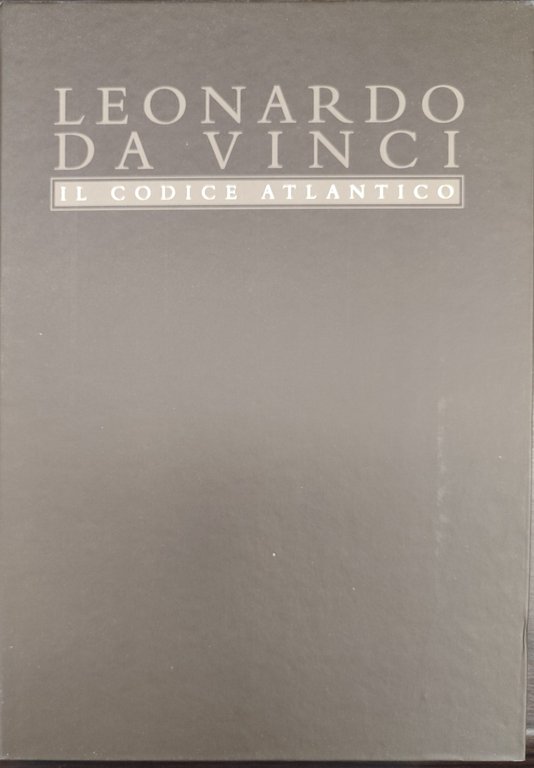 LEONARDO
DA VINCI
IL CODICE ATLANTICO